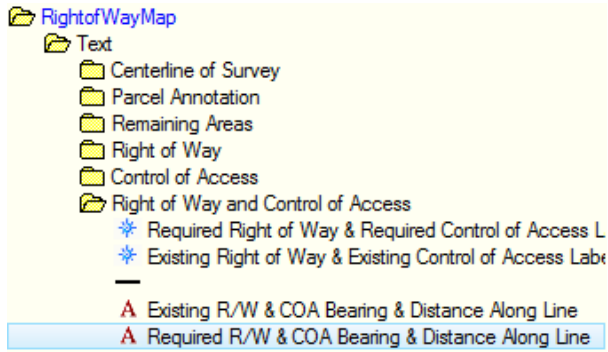 RightofWayMap
Text
Centerline of Survey
Parcel Annotation
Remaining Areas
Right of Way
Control of Access
Right of Way and Control of Access
Required Right of Way & Required Control of Access L
Existing Right of Way & Existing Control of Access Labe
A Existing R/W & COA Bearing & Distance Along Line
A Required R/W & COA Bearing & Distance Along Line